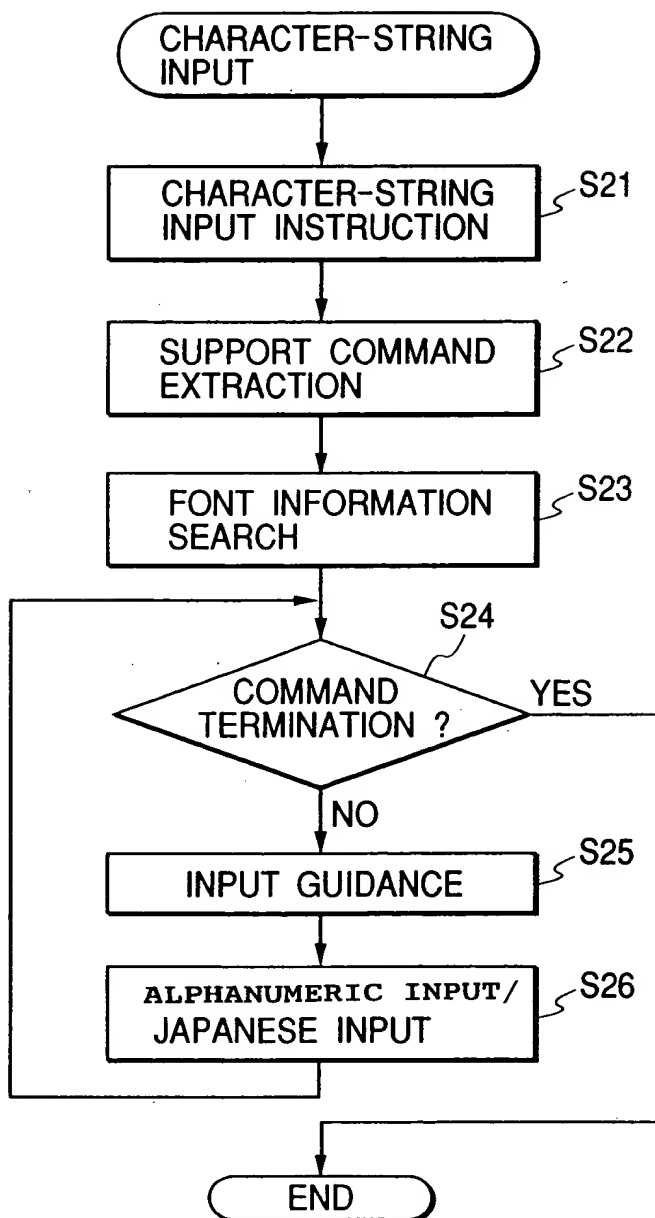 CHARACTER-STRING
INPUT
CHARACTER-STRING
INPUT INSTRUCTION
S21
SUPPORT COMMAND
EXTRACTION
S22
FONT INFORMATION
SEARCH
S23
S24
COMMAND
TERMINATION ?
YES
NO
INPUT GUIDANCE
S25
ALPHANUMERIC INPUT/
JAPANESE INPUT
S26
END